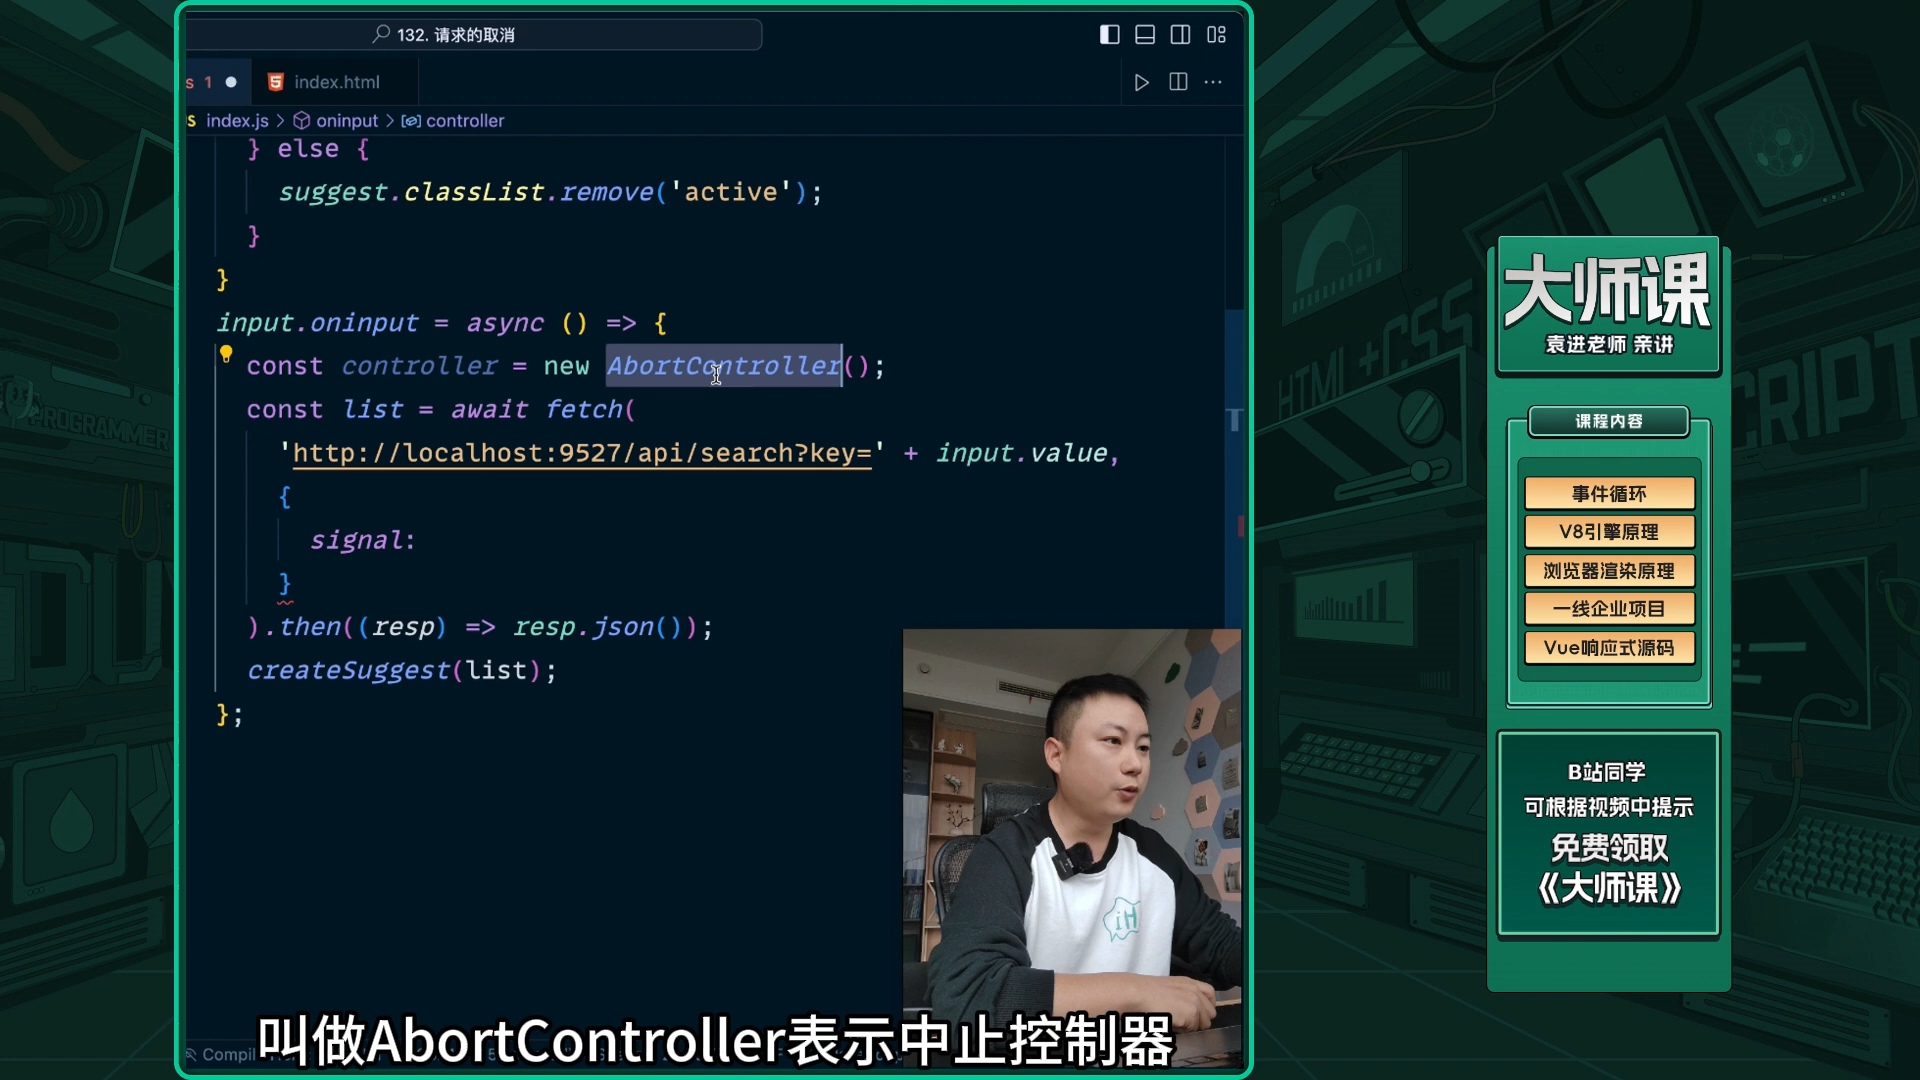 132. 请求的取消
s 1
index.html
index.js > oninput > controller
} else {
suggest.classList.remove('active');
}
}
input.oninput = async () => {
const controller = new AbortController();
const list = await fetch(
'http://localhost:9527/api/search?key=' + input.value,
{
signal:
}
).then((resp) => resp.json());
createSuggest(list);
};
iH
叫做AbortController表示中止控制器
Compil
大师课
袁进老师 亲讲
课程内容
事件循环
V8引擎原理
浏览器渲染原理
一线企业项目
Vue响应式源码
B站同学
可根据视频中提示
免费领取
《大师课》
PROGRAMMER
HTML+CSS